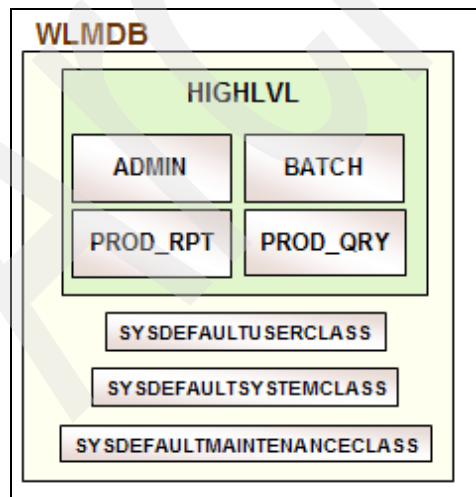 WLMDB
HIGHLVL
ADMIN BATCH
PROD_RPT PROD_QRY
SYSDEFAULTUSERCLASS
SYSDEFAULTSYSTEMCLASS
SYSDEFAULTMAINTENANCECLASS